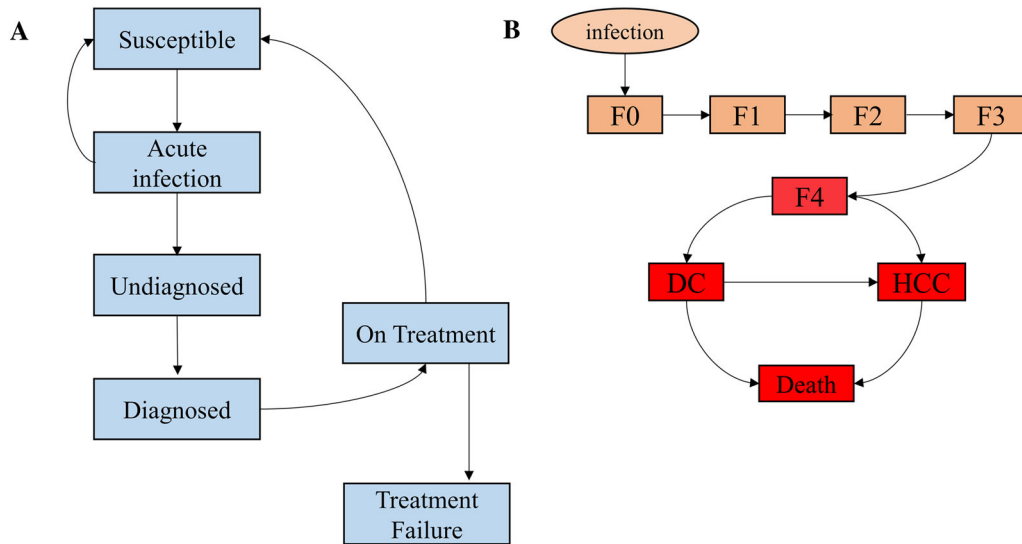 A
Susceptible
Acute
infection
Undiagnosed
Diagnosed
On Treatment
Treatment
Failure
B
infection
F0
F1
F2
F3
F4
DC
HCC
Death